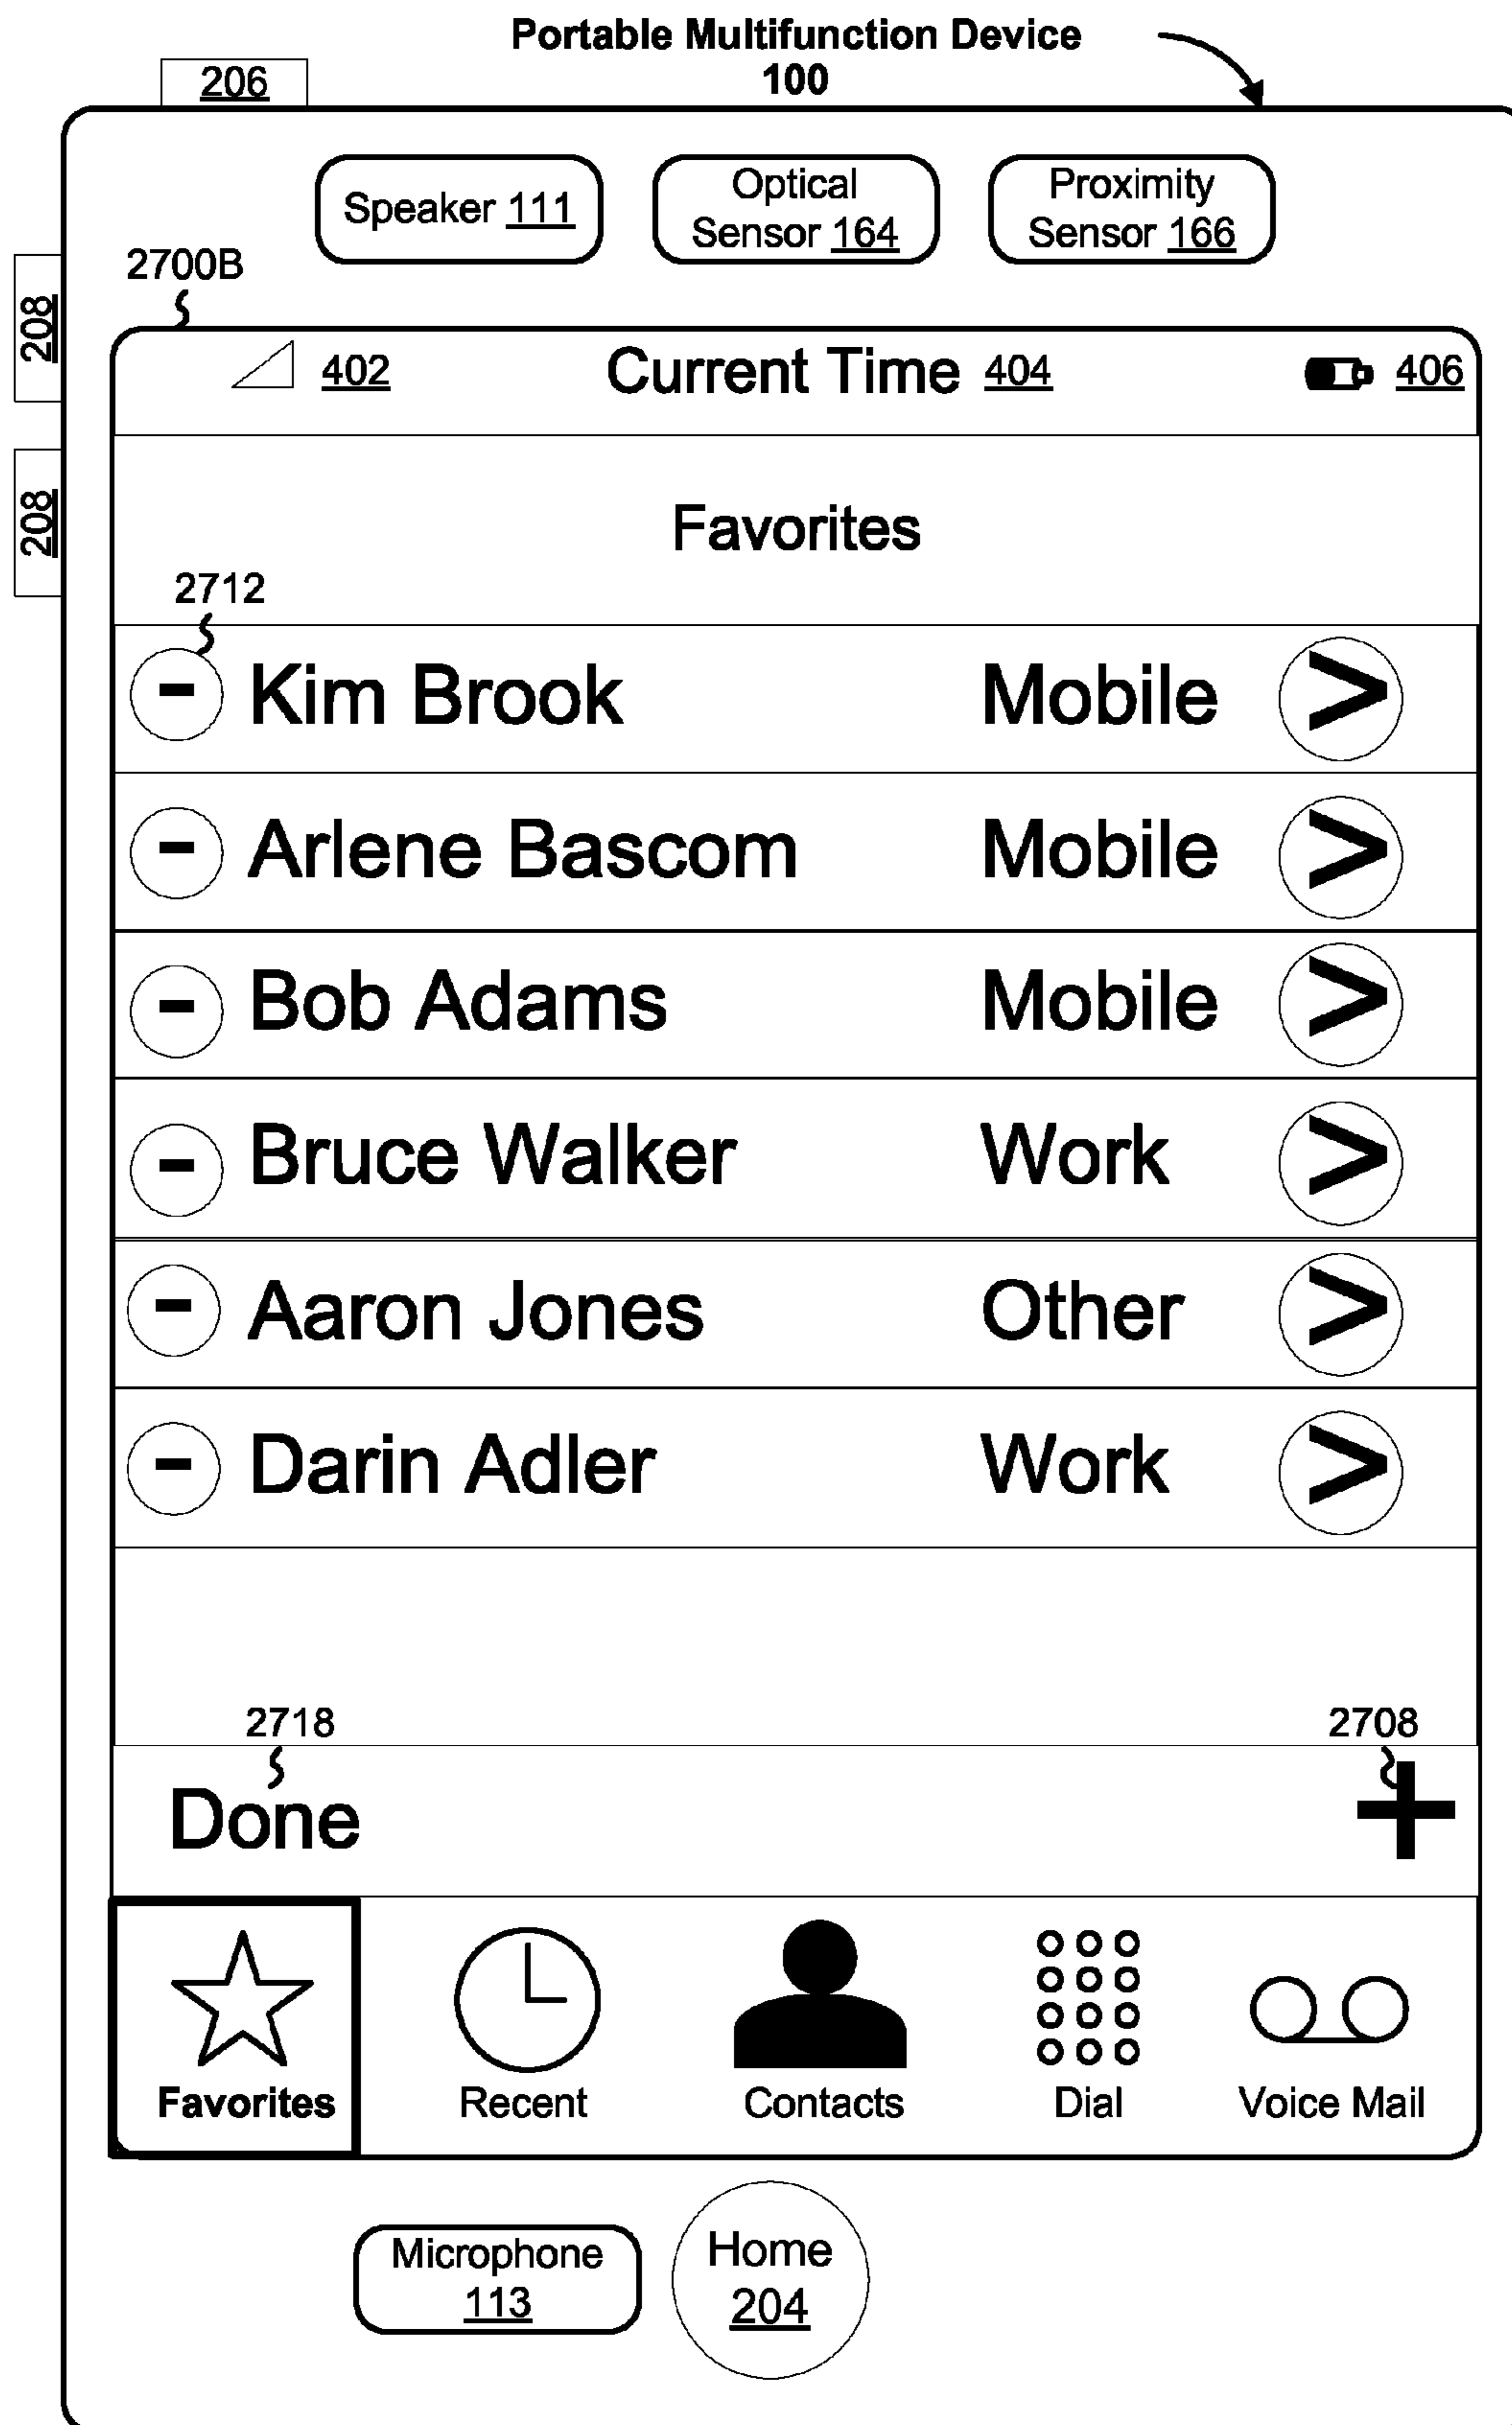 Portable Multifunction Device
100
206
Speaker 111
Optical
Sensor 164
Proximity
Sensor 166
2700B
208
402
Current Time 404
406
208
Favorites
2712
- Kim Brook Mobile >
- Arlene Bascom Mobile >
- Bob Adams Mobile >
- Bruce Walker Work >
- Aaron Jones Other >
- Darin Adler Work >
2718
2708
Done +
Favorites Recent Contacts Dial Voice Mail
Microphone
113
Home
204